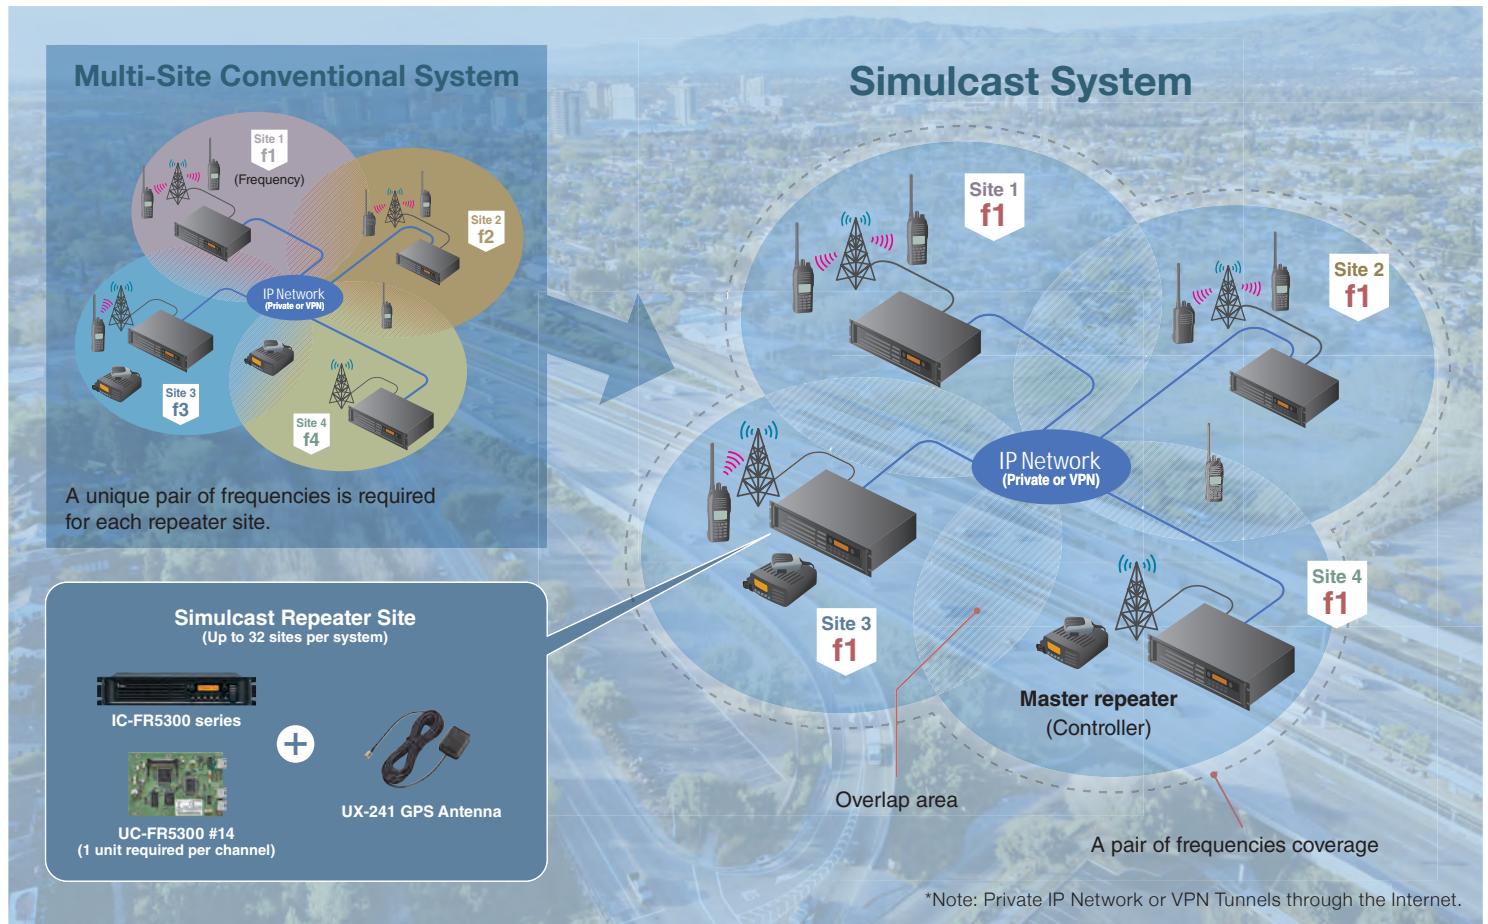 Multi-Site Conventional System
Site 1
f1
(Frequency)
Site 2
f2
IP Network
(Private or VPN)
Site 3
f3
Site 4
f4
A unique pair of frequencies is required
for each repeater site.
Simulcast System
Site 1
f1
Site 2
f1
IP Network
(Private or VPN)
Site 3
f1
Site 4
f1
Master repeater
(Controller)
Overlap area
A pair of frequencies coverage
Simulcast Repeater Site
(Up to 32 sites per system)
IC-FR5300 series
+
UX-241 GPS Antenna
UC-FR5300 #14
(1 unit required per channel)
*Note: Private IP Network or VPN Tunnels through the Internet.